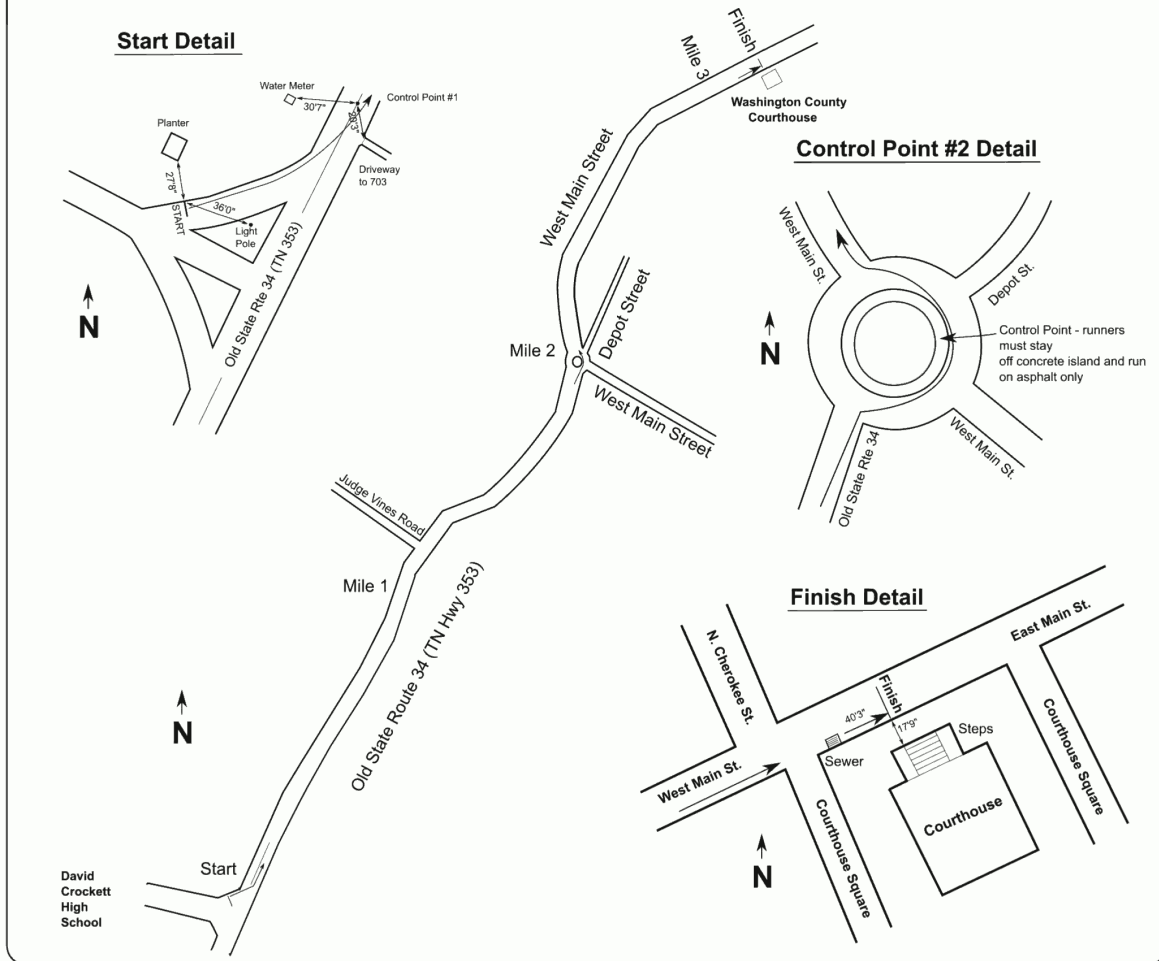 Start Detail
Water Meter
30'7"
Control Point #1
20'3"
Planter
27'8"
START
36'0"
Light
Pole
Driveway
to 703
Old State Rte 34 (TN 353)
N
Finish
Mile 3
Washington County
Courthouse
West Main Street
Depot Street
Mile 2
West Main Street
Judge Vines Road
Mile 1
Old State Route 34 (TN Hwy 353)
N
Start
David
Crockett
High
School
Control Point #2 Detail
West Main St.
Depot St.
N
Control Point - runners
must stay
off concrete island and run
on asphalt only
Old State Rte 34
West Main St.
Finish Detail
N. Cherokee St.
East Main St.
Finish
40'3"
17'9"
Steps
Sewer
West Main St.
Courthouse
Courthouse Square
Courthouse Square
N